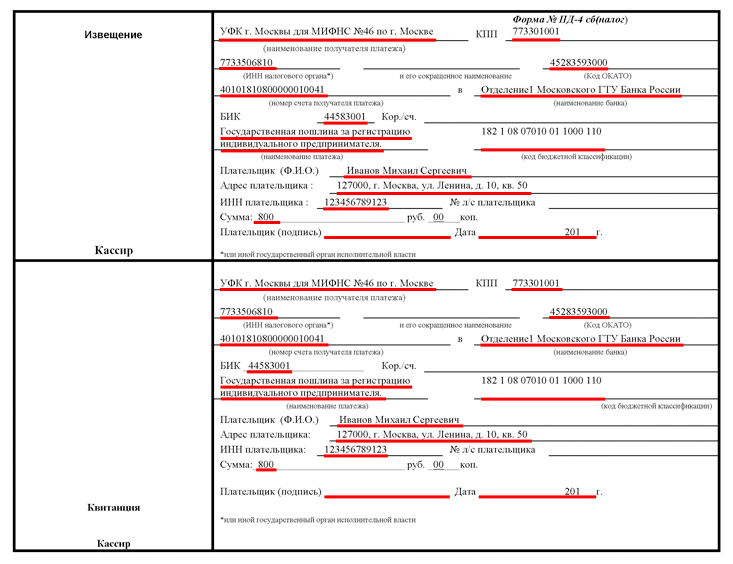 Форма № ПД-4 сб(налог)
Извещение
УФК г. Москвы для МИФНС №46 по г. Москве КПП 773301001
(наименование получателя платежа)
7733506810 45283593000
(ИНН налогового органа*) и его сокращенное наименование (Код ОКАТО)
40101810800000010041 в Отделение1 Московского ГТУ Банка России
(номер счета получателя платежа) (наименование банка)
БИК 44583001 Кор./сч.
Государственная пошлина за регистрацию 182 1 08 07010 01 1000 110
индивидуального предпринимателя.
(наименование платежа) (код бюджетной классификации)
Плательщик (Ф.И.О.) Иванов Михаил Сергеевич
Адрес плательщика : 127000, г. Москва, ул. Ленина, д. 10, кв. 50
ИНН плательщика : 123456789123 № л/с плательщика
Сумма: 800 руб. 00 коп.
Плательщик (подпись) Дата 201 г.
Кассир
*или иной государственный орган исполнительной власти
УФК г. Москвы для МИФНС №46 по г. Москве КПП 773301001
(наименование получателя платежа)
7733506810 45283593000
(ИНН налогового органа*) и его сокращенное наименование (Код ОКАТО)
40101810800000010041 в Отделение1 Московского ГТУ Банка России
(номер счета получателя платежа) (наименование банка)
БИК 44583001 Кор./сч.
Государственная пошлина за регистрацию 182 1 08 07010 01 1000 110
индивидуального предпринимателя.
(наименование платежа) (код бюджетной классификации)
Плательщик (Ф.И.О.) Иванов Михаил Сергеевич
Адрес плательщика: 127000, г. Москва, ул. Ленина, д. 10, кв. 50
ИНН плательщика: 123456789123 № л/с плательщика
Сумма: 800 руб. 00 коп.
Плательщик (подпись) Дата 201 г.
Квитанция
*или иной государственный орган исполнительной власти
Кассир